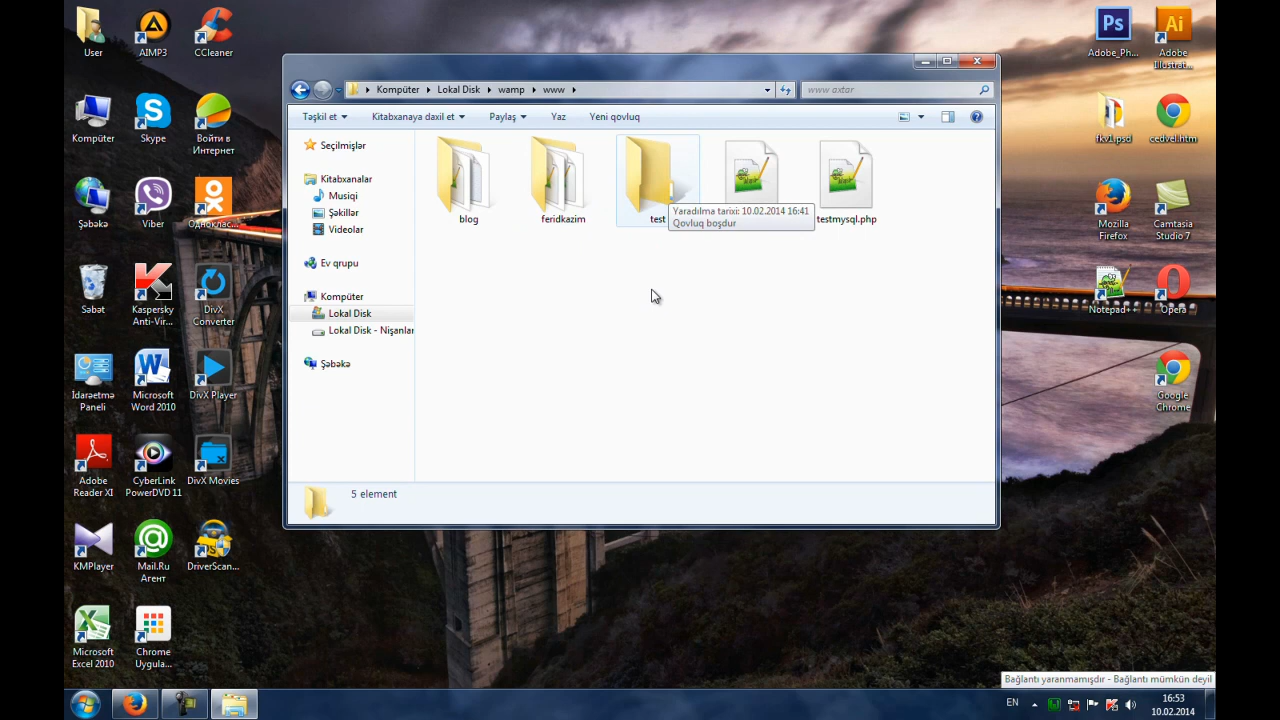 User
AIMP3
CCleaner
Kompüter
Skype
Войти в
Интернет
Şəbəkə
Viber
Одноклас...
Səbət
Kaspersky
Anti-Vir...
DivX
Converter
İdarəetmə
Paneli
Microsoft
Word 2010
DivX Player
Adobe
Reader XI
CyberLink
PowerDVD 11
DivX Movies
KMPlayer
Mail.Ru
Агент
DriverScan...
Microsoft
Excel 2010
Chrome
Uygula...
Kompüter
Lokal Disk
wamp
www
www axtar
Təşkil et
Kitabxanaya daxil et
Paylaş
Yaz
Yeni qovluq
Seçilmişlər
Kitabxanalar
Musiqi
Şəkillər
Videolar
Ev qrupu
Kompüter
Lokal Disk
Lokal Disk - Nişanlar
Şəbəkə
blog
feridkazim
test
testmysql.php
Yaradılma tarixi: 10.02.2014 16:41
Qovluq boşdur
5 element
Ps
Adobe_Ph...
Ai
Adobe
Illustrat...
fkv1.psd
cedvel.htm
Mozilla
Firefox
Camtasia
Studio 7
Notepad++
Opera
Google
Chrome
Bağlantı yaranmamışdır - Bağlantı mümkün deyil
EN
16:53
10.02.2014